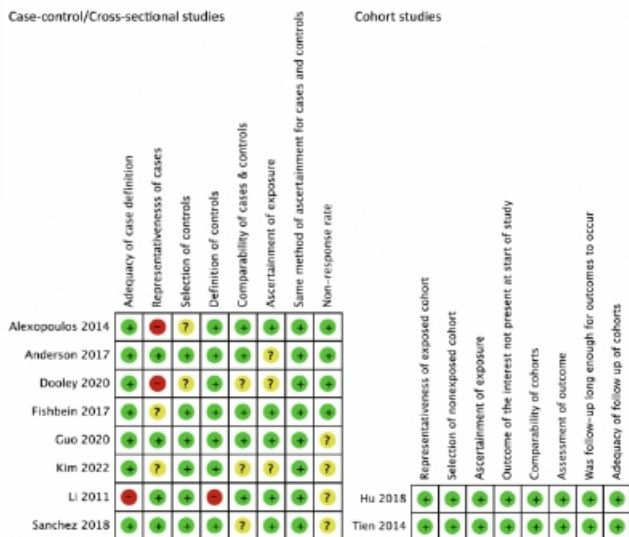 Case-control/Cross-sectional studies
Cohort studies
Adequacy of case definition
Representativenesss of cases
Selection of controls
Definition of controls
Comparability of cases & controls
Ascertainment of exposure
Same method of ascertainment for cases and controls
Non-response rate
Alexopoulos 2014 + - ? + + + + +
Anderson 2017 + + + + + ? + +
Dooley 2020 + - ? + ? ? + +
Fishbein 2017 + ? + + + + + +
Guo 2020 + + + + + + + ?
Kim 2022 + ? + + ? ? + ?
Li 2011 - + + - + + + ?
Sanchez 2018 + + + + ? + + ?
Representativeness of exposed cohort
Selection of nonexposed cohort
Ascertainment of exposure
Outcome of the interest not present at start of study
Comparability of cohorts
Assessment of outcome
Was follow-up long enough for outcomes to occur
Adequacy of follow up of cohorts
Hu 2018 + + + + + + + +
Tien 2014 + + + + + + + +